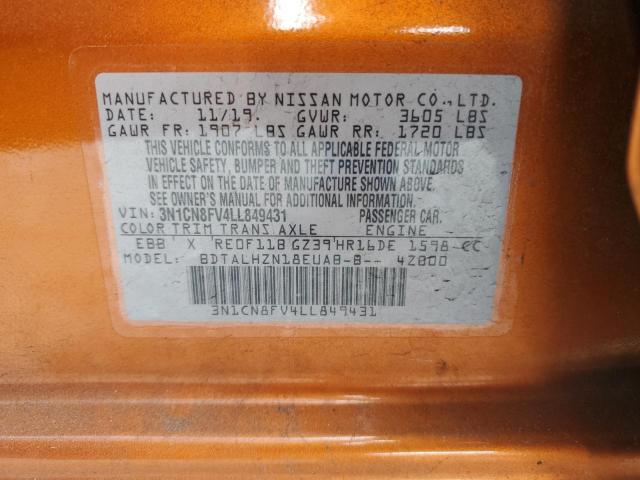 MANUFACTURED BY NISSAN MOTOR CO., LTD.
DATE: 11/19. GVWR: 3605 LBS
GAWR FR: 1907 LBS GAWR RR: 1720 LBS
THIS VEHICLE CONFORMS TO ALL APPLICABLE FEDERAL MOTOR
VEHICLE SAFETY, BUMPER AND THEFT PREVENTION STANDARDS
IN EFFECT ON THE DATE OF MANUFACTURE SHOWN ABOVE.
SEE OWNER'S MANUAL FOR ADDITIONAL INFORMATION.
VIN: 3N1CN8FV4LL849431 PASSENGER CAR.
COLOR TRIM TRANS AXLE ENGINE
EBB X RE0F11B GZ39 HR16DE 1598 CC
MODEL: BDTALHZN18EUA8-B-- 4Z000
3N1CN8FV4LL849431